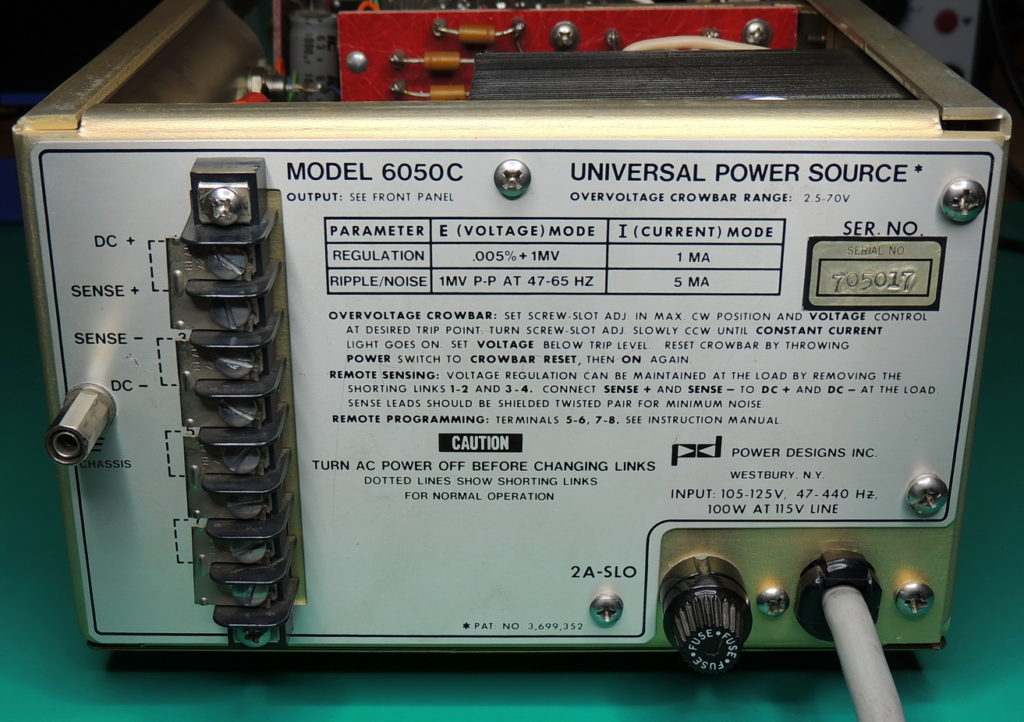 MODEL 6050C
OUTPUT: SEE FRONT PANEL
UNIVERSAL POWER SOURCE*
OVERVOLTAGE CROWBAR RANGE: 2.5-70V
PARAMETER E (VOLTAGE) MODE I (CURRENT) MODE
REGULATION .005% + 1MV 1 MA
RIPPLE/NOISE 1MV P-P AT 47-65 HZ 5 MA
SER. NO.
SERIAL NO.
705017
DC +
SENSE +
SENSE -
DC -
CHASSIS
OVERVOLTAGE CROWBAR: SET SCREW-SLOT ADJ. IN MAX. CW POSITION AND VOLTAGE CONTROL
AT DESIRED TRIP POINT. TURN SCREW-SLOT ADJ. SLOWLY CCW UNTIL CONSTANT CURRENT
LIGHT GOES ON. SET VOLTAGE BELOW TRIP LEVEL. RESET CROWBAR BY THROWING
POWER SWITCH TO CROWBAR RESET, THEN ON AGAIN.
REMOTE SENSING: VOLTAGE REGULATION CAN BE MAINTAINED AT THE LOAD BY REMOVING THE
SHORTING LINKS 1-2 AND 3-4. CONNECT SENSE + AND SENSE - TO DC + AND DC - AT THE LOAD.
SENSE LEADS SHOULD BE SHIELDED TWISTED PAIR FOR MINIMUM NOISE.
REMOTE PROGRAMMING: TERMINALS 5-6, 7-8. SEE INSTRUCTION MANUAL.
CAUTION
TURN AC POWER OFF BEFORE CHANGING LINKS
DOTTED LINES SHOW SHORTING LINKS
FOR NORMAL OPERATION
pd POWER DESIGNS INC.
WESTBURY, N.Y.
INPUT: 105-125V, 47-440 Hz,
100W AT 115V LINE
2A-SLO
* PAT. NO. 3,699,352
FUSE • FUSE • FUSE